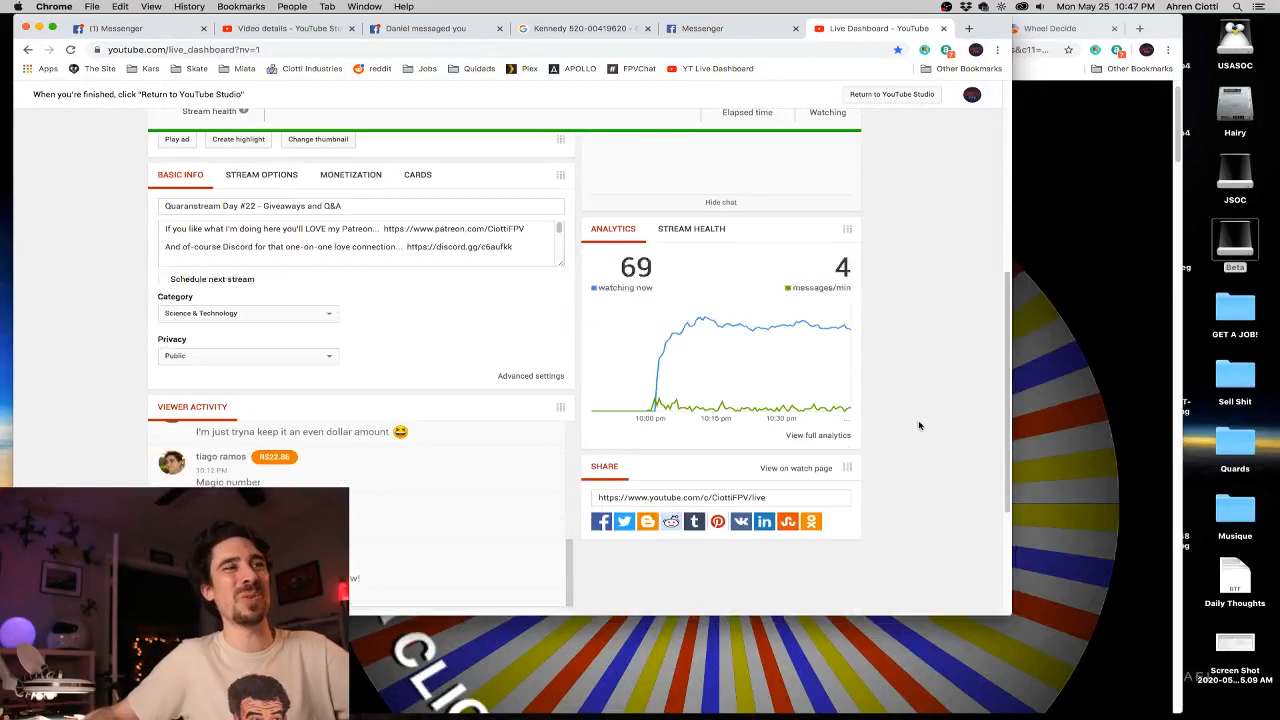 Chrome File Edit View History Bookmarks People Tab Window Help Mon May 25 10:47 PM Ahren Ciotti
Messenger
Video details - YouTube Stu
Daniel messaged you
Kennedy 520-00419620 -
Messenger
Live Dashboard - YouTube
Wheel Decide
youtube.com/live_dashboard?nv=1
Apps The Site Kars Skate Miata Ciotti Industries reddit Jobs Quidads Plex APOLLO FPVChat YT Live Dashboard Other Bookmarks
Other Bookmarks
When you're finished, click "Return to YouTube Studio"
Return to YouTube Studio
Stream health
Elapsed time
Watching
Play ad
Create highlight
Change thumbnail
BASIC INFO STREAM OPTIONS MONETIZATION CARDS
Quaranstream Day #22 - Giveaways and Q&A
If you like what I'm doing here you'll LOVE my Patreon... https://www.patreon.com/CiottiFPV
And of-course Discord for that one-on-one love connection... https://discord.gg/c6aufkk
Schedule next stream
Category
Science & Technology
Privacy
Public
Advanced settings
VIEWER ACTIVITY
I'm just tryna keep it an even dollar amount 😆
tiago ramos R$22.86
10:12 PM
Magic number
w!
Hide chat
ANALYTICS STREAM HEALTH
69
watching now
4
messages/min
10:00 pm 10:15 pm 10:30 pm ...
View full analytics
SHARE
View on watch page
https://www.youtube.com/c/CiottiFPV/live
CLIC
USASOC
Hairy
JSOC
Beta
GET A JOB!
Sell Shit
Quards
Musique
RTF
Daily Thoughts
Screen Shot
2020-05...5.09 AM